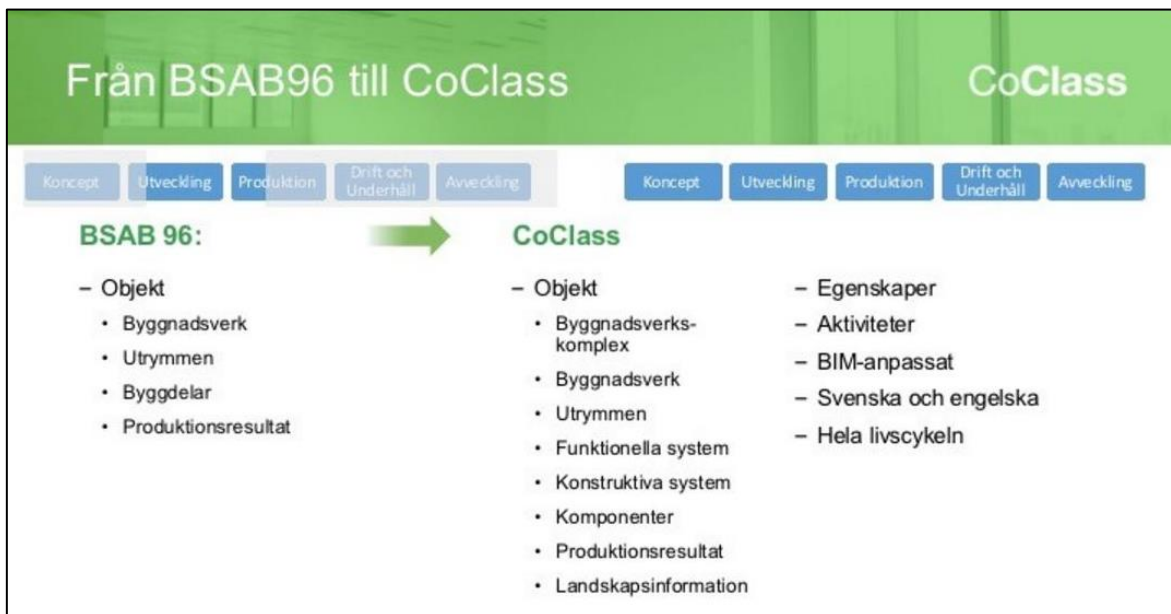 Från BSAB96 till CoClass
CoClass
Koncept
Utveckling
Produktion
Drift och
Underhåll
Avveckling
Koncept
Utveckling
Produktion
Drift och
Underhåll
Avveckling
BSAB 96:
– Objekt
• Byggnadsverk
• Utrymmen
• Byggdelar
• Produktionsresultat
CoClass
– Objekt
• Byggnadsverks-
komplex
• Byggnadsverk
• Utrymmen
• Funktionella system
• Konstruktiva system
• Komponenter
• Produktionsresultat
• Landskapsinformation
– Egenskaper
– Aktiviteter
– BIM-anpassat
– Svenska och engelska
– Hela livscykeln